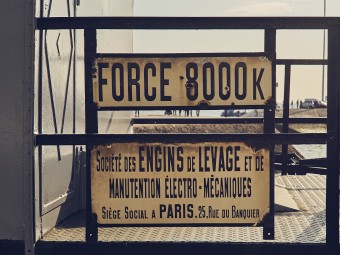 FORCE 8000K
SOCIÉTÉ DES ENGINS DE LEVAGE ET DE
MANUTENTION ÉLECTRO-MÉCANIQUES
SIÈGE SOCIAL A PARIS.25,RUE DU BANQUIER